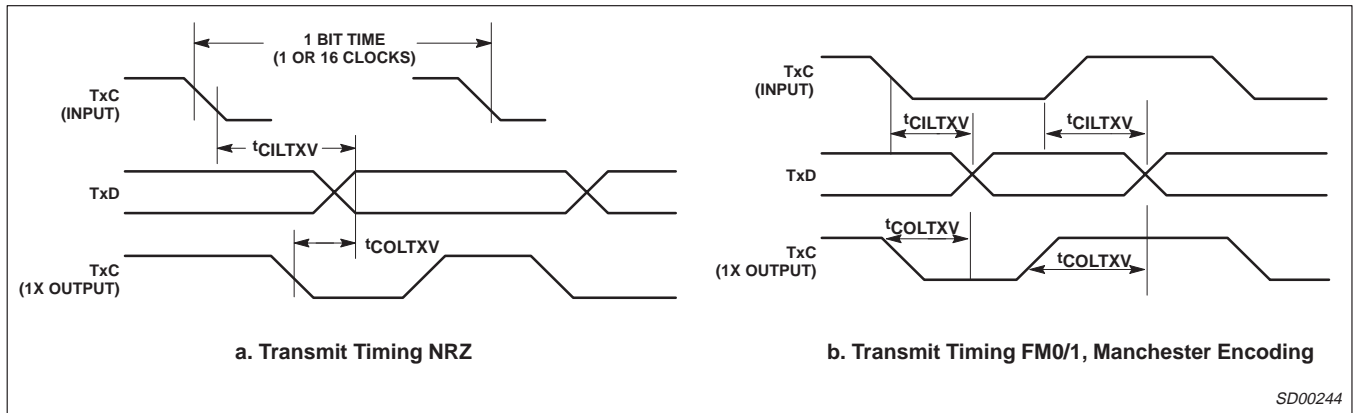 1 BIT TIME
(1 OR 16 CLOCKS)
TxC
(INPUT)
tCILTXV
TxD
tCOLTXV
TxC
(1X OUTPUT)
a. Transmit Timing NRZ
TxC
(INPUT)
tCILTXV
tCILTXV
TxD
tCOLTXV
tCOLTXV
TxC
(1X OUTPUT)
b. Transmit Timing FM0/1, Manchester Encoding
SD00244